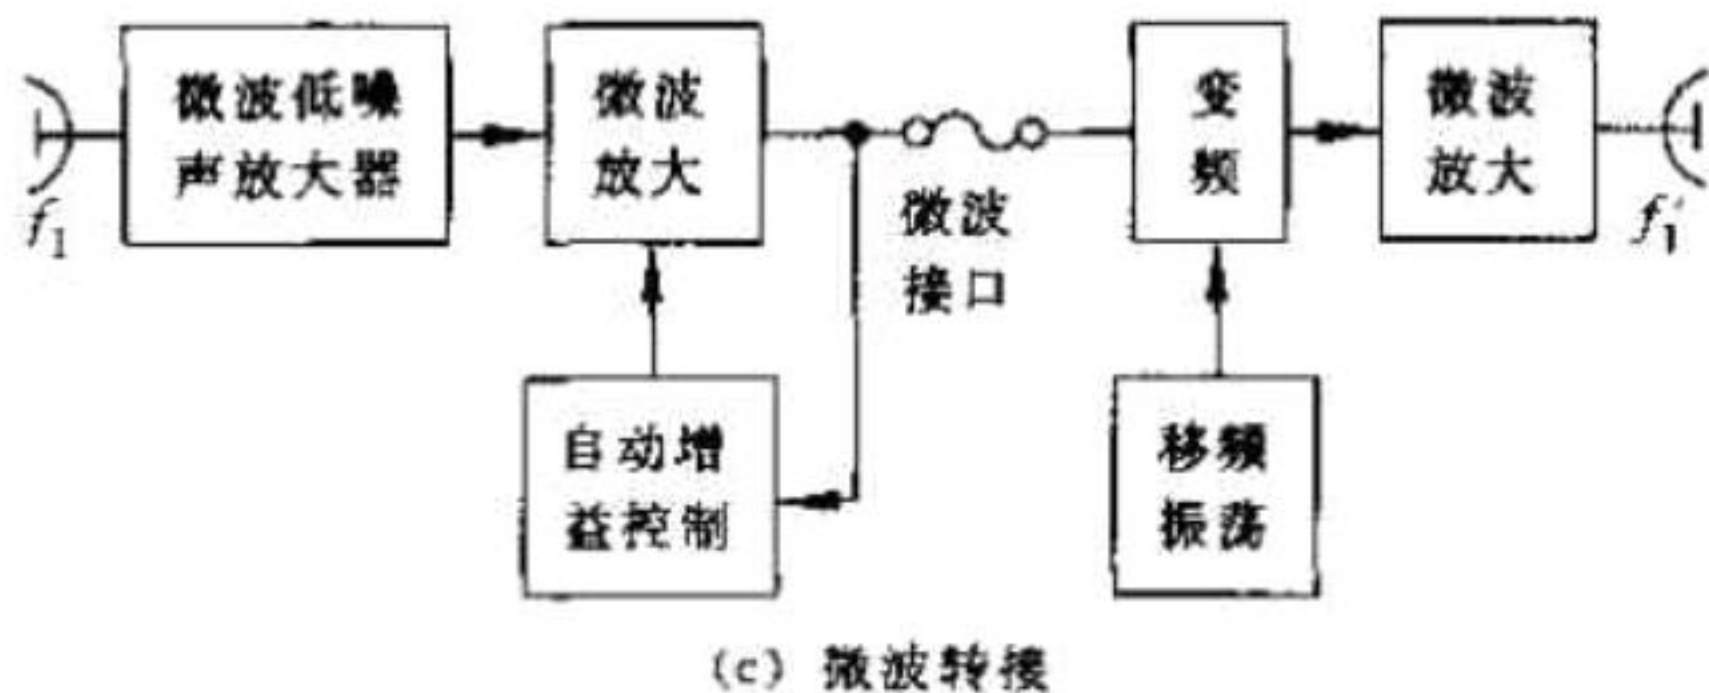 微波低噪
声放大器
微波
放大
变
频
微波
放大
f₁
微波
接口
f₁′
自动增
益控制
移频
振荡
(c) 微波转接